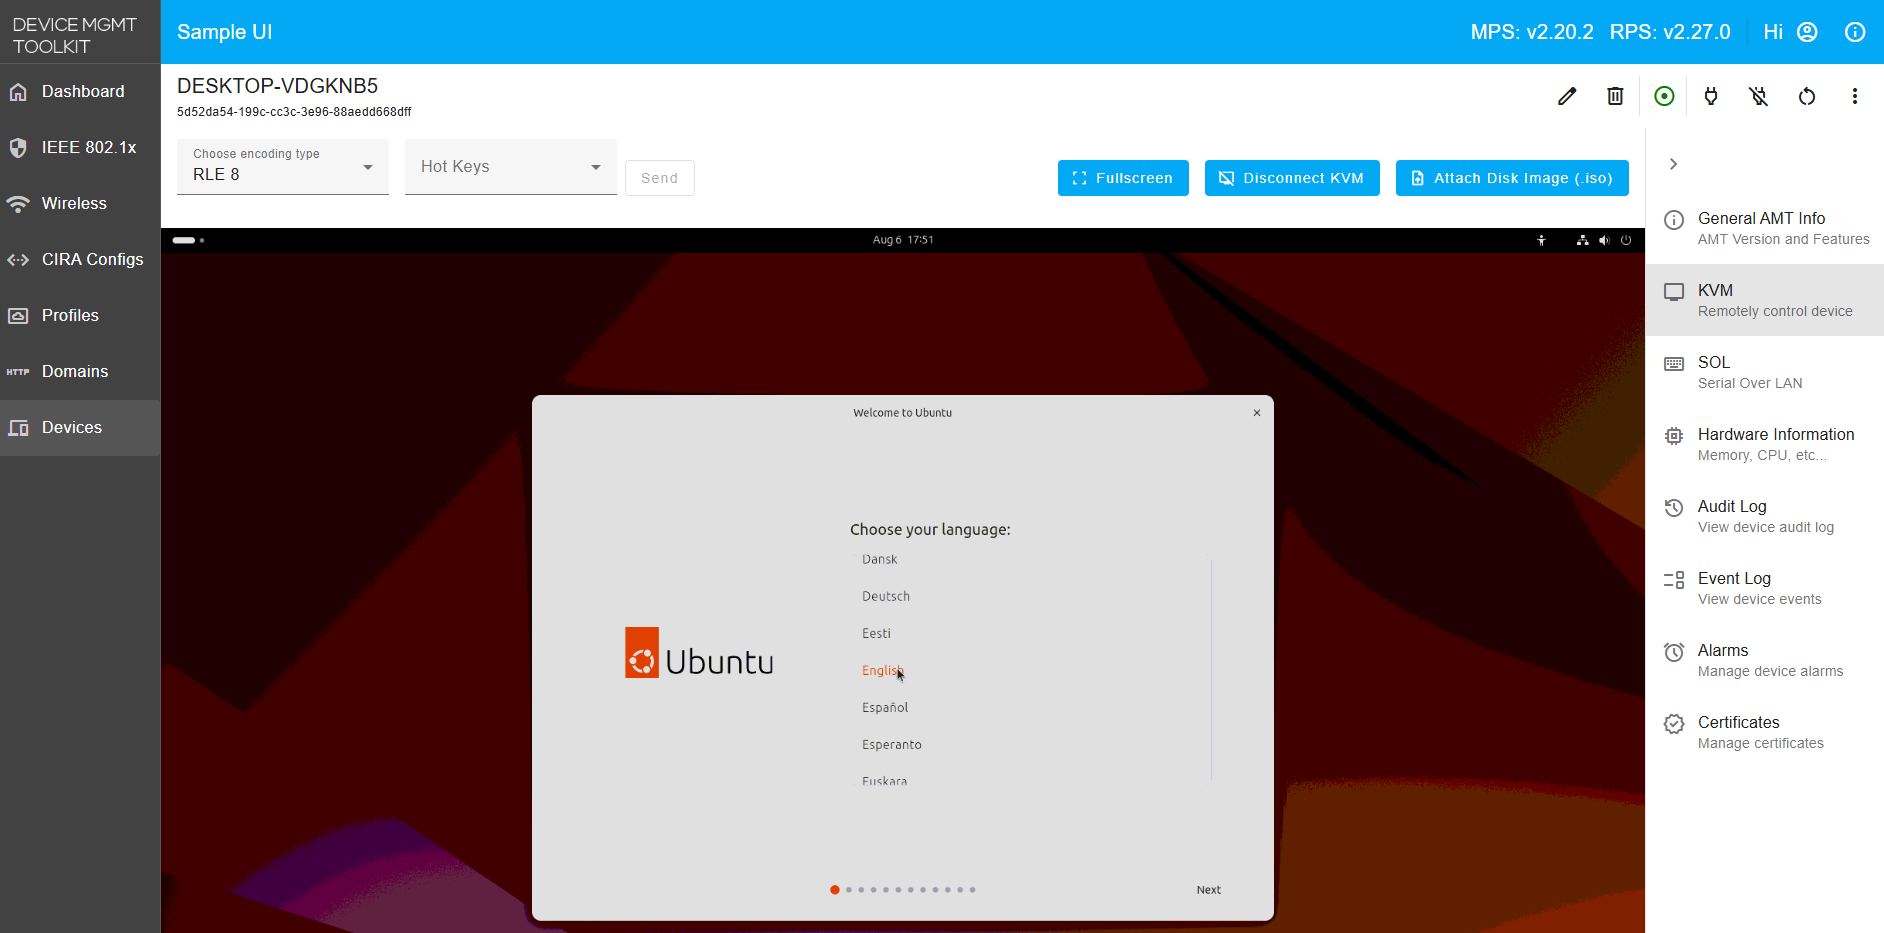 DEVICE MGMT
TOOLKIT
Sample UI
MPS: v2.20.2 RPS: v2.27.0 Hi
Dashboard
IEEE 802.1x
Wireless
CIRA Configs
Profiles
HTTP Domains
Devices
DESKTOP-VDGKNB5
5d52da54-199c-cc3c-3e96-88aedd668dff
Choose encoding type
RLE 8
Hot Keys
Send
Fullscreen
Disconnect KVM
Attach Disk Image (.iso)
Aug 6 17:51
Welcome to Ubuntu
Choose your language:
Dansk
Deutsch
Eesti
English
Español
Esperanto
Euskara
Ubuntu
Next
General AMT Info
AMT Version and Features
KVM
Remotely control device
SOL
Serial Over LAN
Hardware Information
Memory, CPU, etc...
Audit Log
View device audit log
Event Log
View device events
Alarms
Manage device alarms
Certificates
Manage certificates